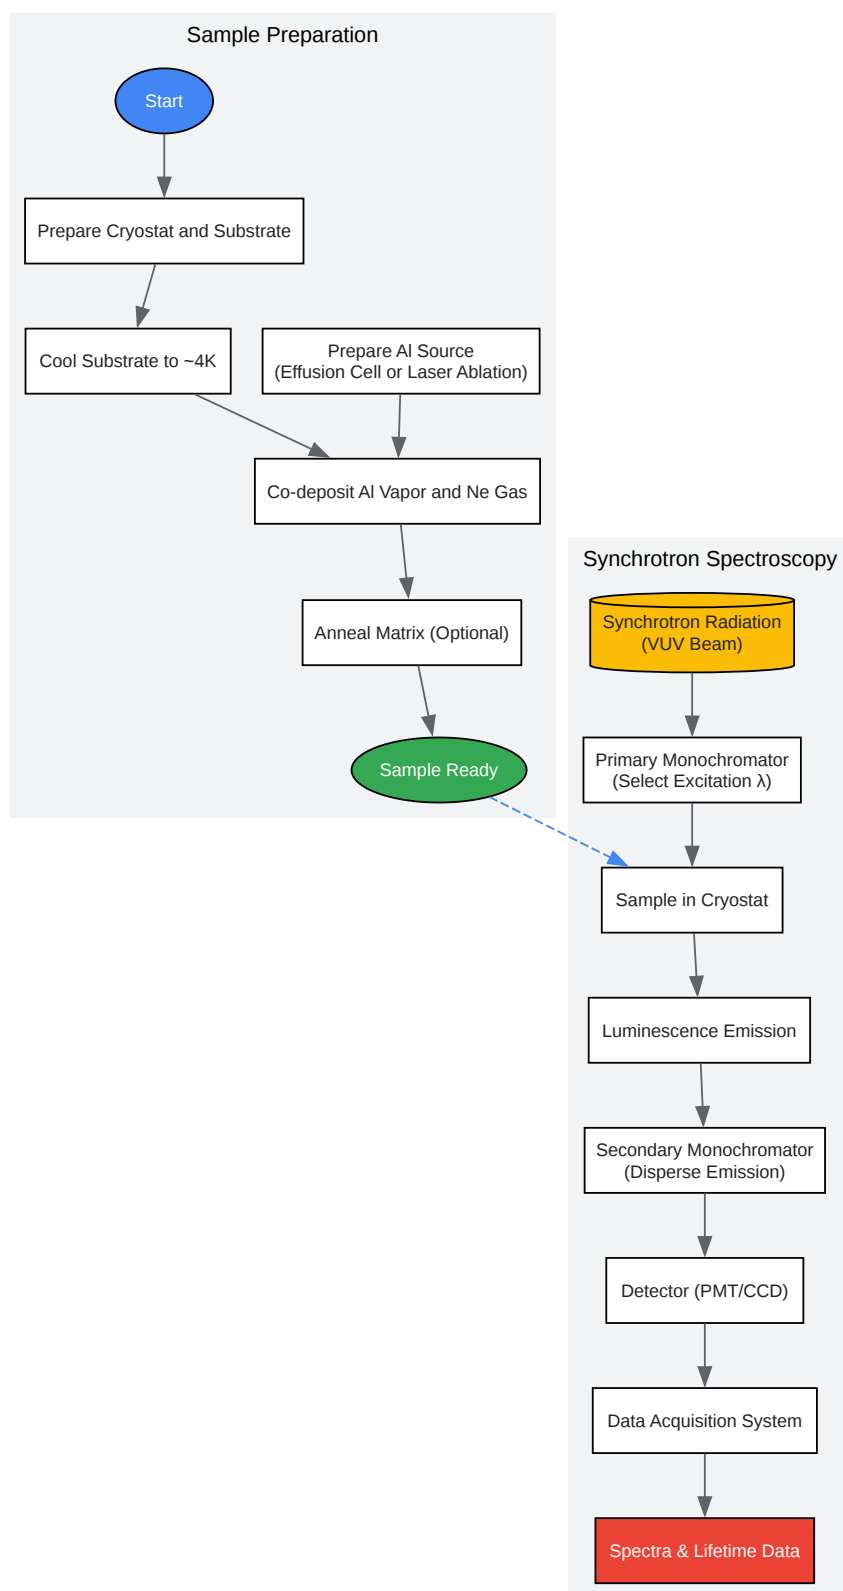 Sample Preparation
Start
Prepare Cryostat and Substrate
Cool Substrate to ~4K
Prepare Al Source
(Effusion Cell or Laser Ablation)
Co-deposit Al Vapor and Ne Gas
Anneal Matrix (Optional)
Sample Ready
Synchrotron Spectroscopy
Synchrotron Radiation
(VUV Beam)
Primary Monochromator
(Select Excitation λ)
Sample in Cryostat
Luminescence Emission
Secondary Monochromator
(Disperse Emission)
Detector (PMT/CCD)
Data Acquisition System
Spectra & Lifetime Data